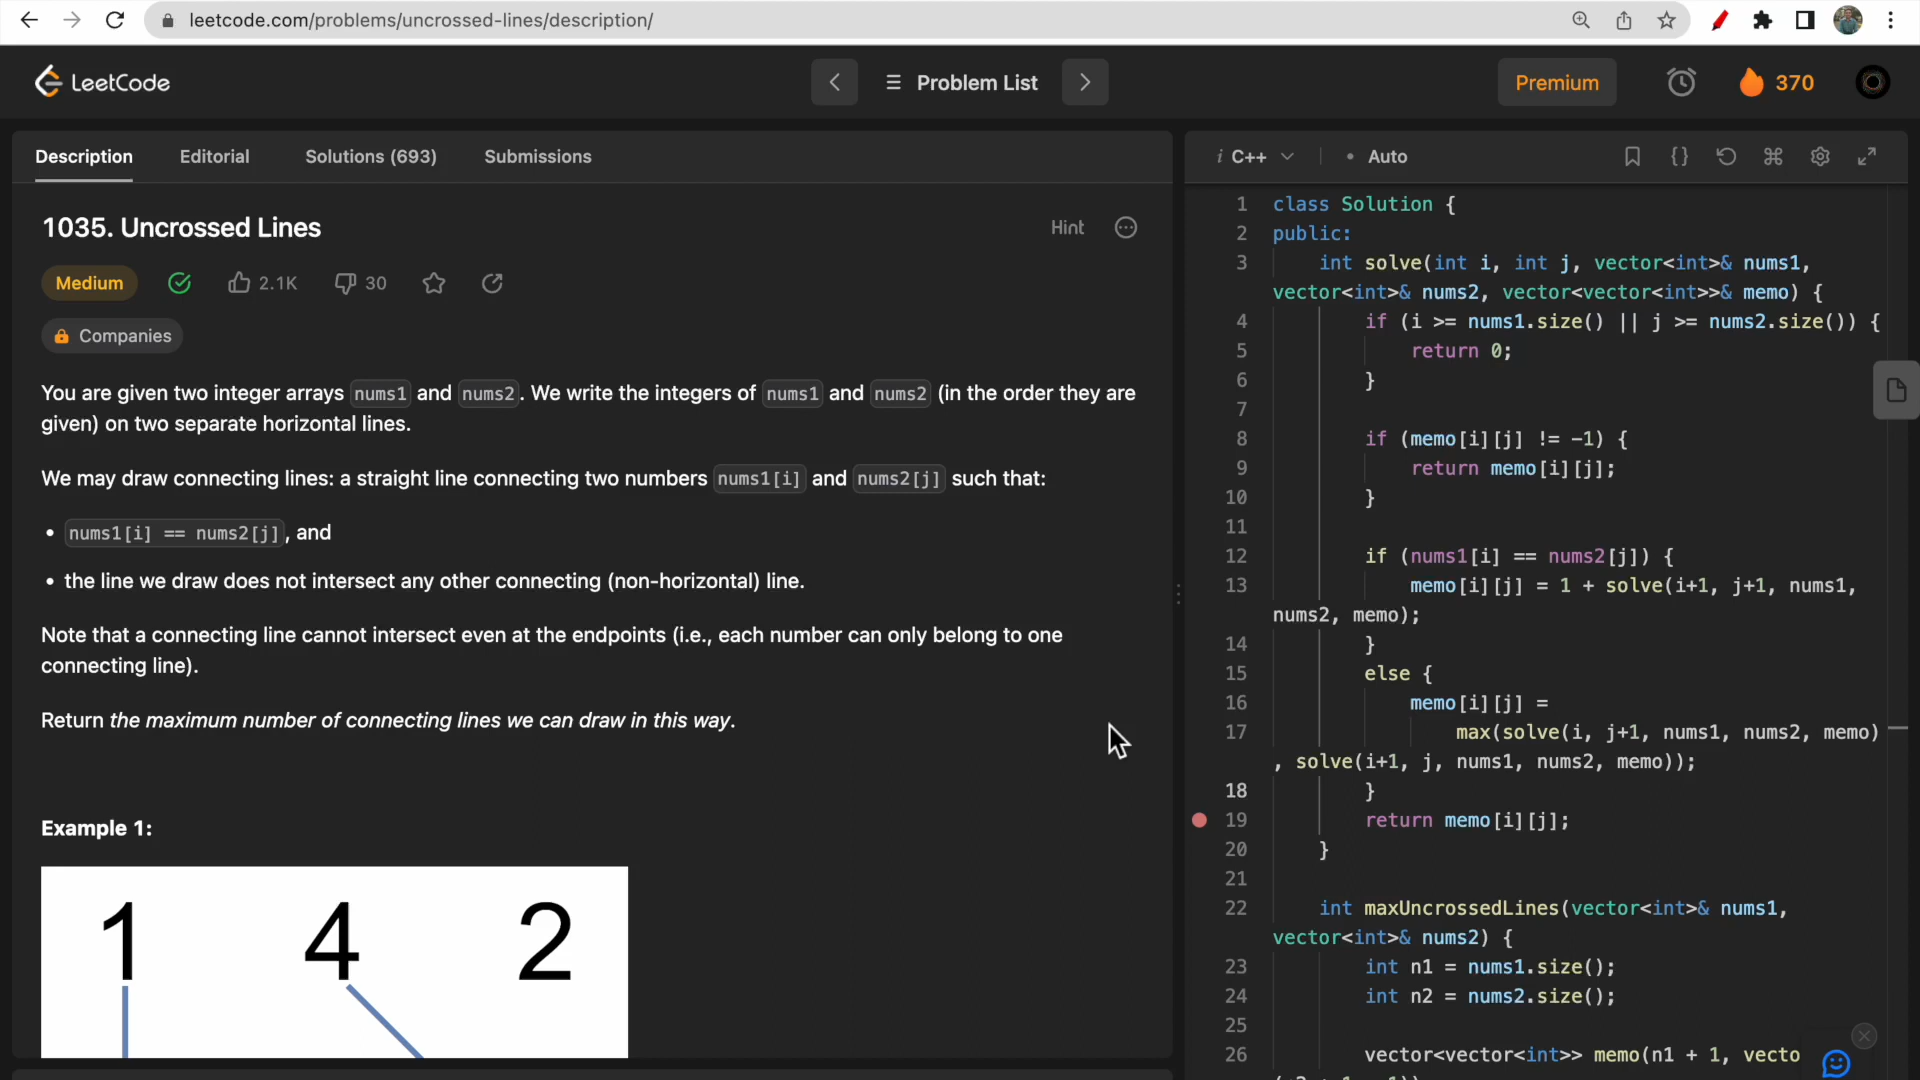 leetcode.com/problems/uncrossed-lines/description/
LeetCode
Problem List
Premium
370
Description Editorial Solutions (693) Submissions
1035. Uncrossed Lines
Hint
Medium 2.1K 30
Companies
You are given two integer arrays nums1 and nums2. We write the integers of nums1 and nums2 (in the order they are
given) on two separate horizontal lines.
We may draw connecting lines: a straight line connecting two numbers nums1[i] and nums2[j] such that:
• nums1[i] == nums2[j], and
• the line we draw does not intersect any other connecting (non-horizontal) line.
Note that a connecting line cannot intersect even at the endpoints (i.e., each number can only belong to one
connecting line).
Return the maximum number of connecting lines we can draw in this way.
Example 1:
1 4 2
i C++ • Auto
1 class Solution {
2 public:
3 int solve(int i, int j, vector<int>& nums1,
vector<int>& nums2, vector<vector<int>>& memo) {
4 if (i >= nums1.size() || j >= nums2.size()) {
5 return 0;
6 }
7
8 if (memo[i][j] != -1) {
9 return memo[i][j];
10 }
11
12 if (nums1[i] == nums2[j]) {
13 memo[i][j] = 1 + solve(i+1, j+1, nums1,
nums2, memo);
14 }
15 else {
16 memo[i][j] =
17 max(solve(i, j+1, nums1, nums2, memo)
, solve(i+1, j, nums1, nums2, memo));
18 }
19 return memo[i][j];
20 }
21
22 int maxUncrossedLines(vector<int>& nums1,
vector<int>& nums2) {
23 int n1 = nums1.size();
24 int n2 = nums2.size();
25
26 vector<vector<int>> memo(n1 + 1, vecto